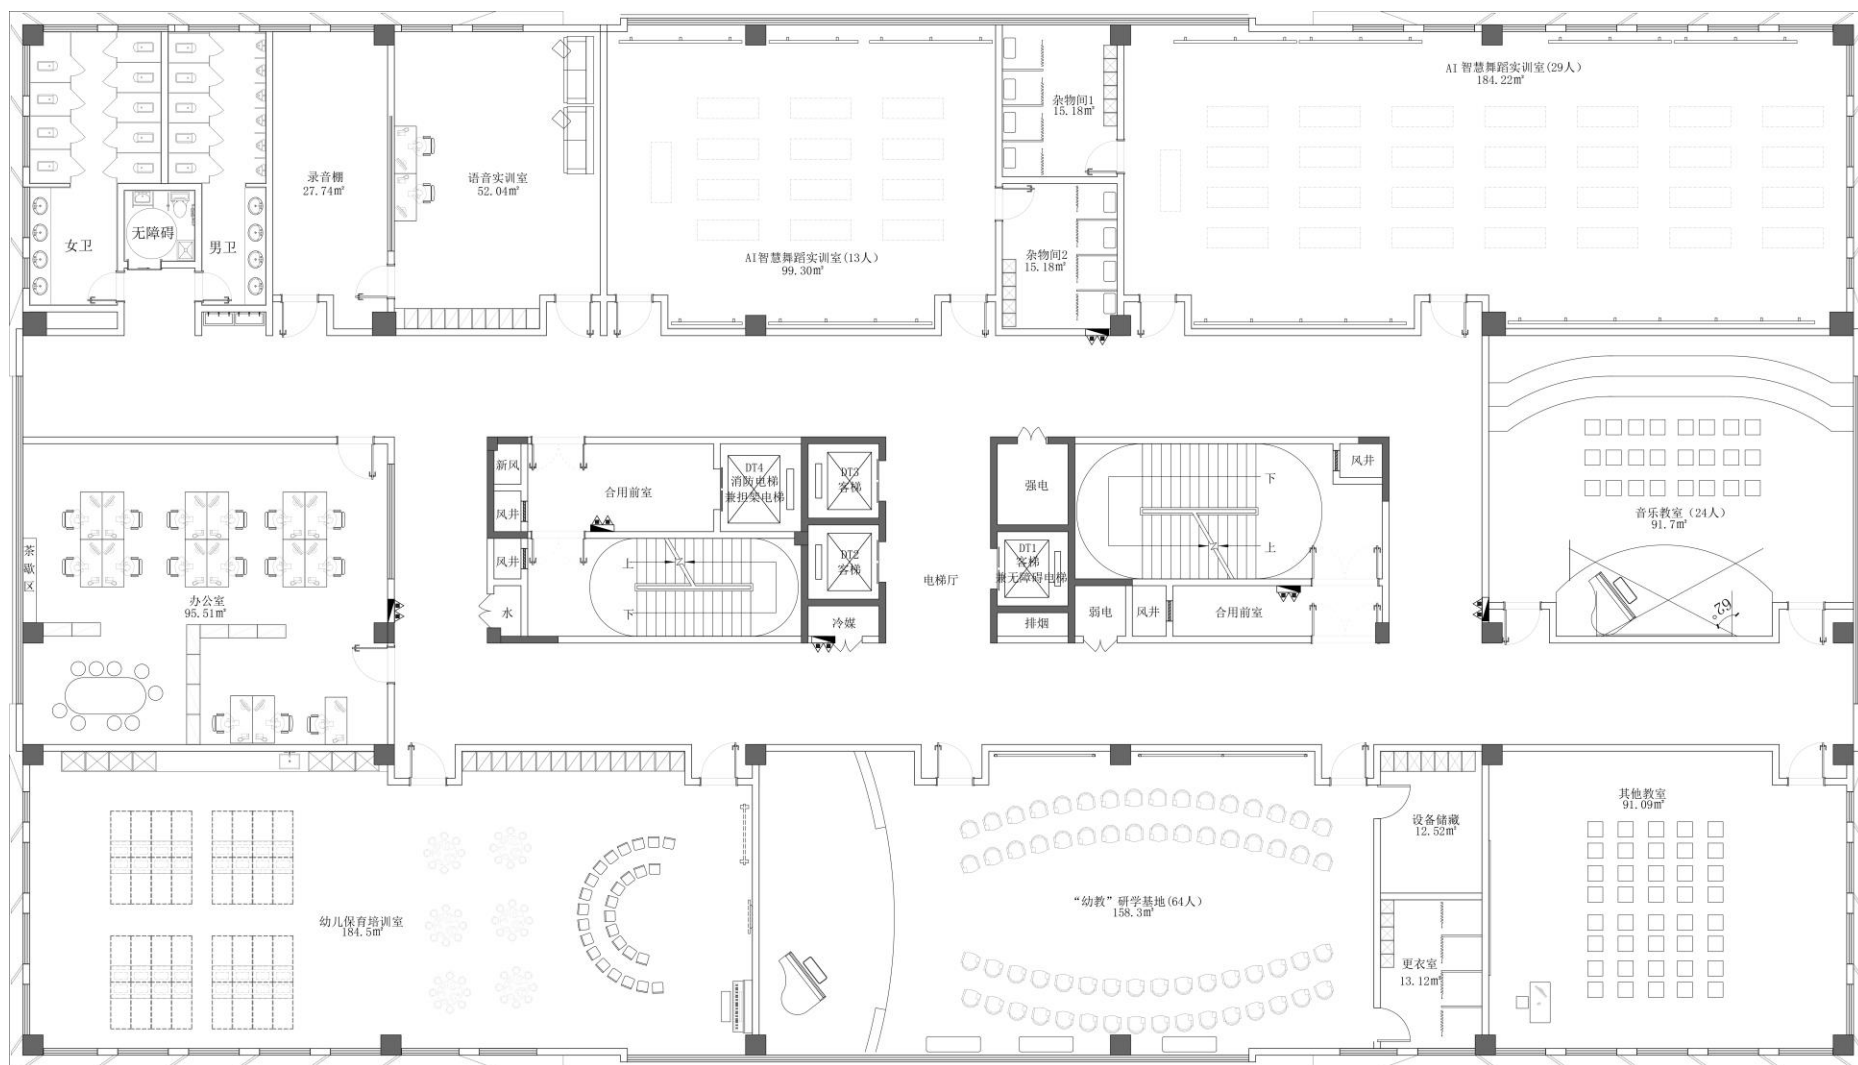 AI 智慧舞蹈实训室(29人)
184.22㎡
杂物间1
15.18㎡
录音棚
27.74㎡
语音实训室
52.04㎡
女卫
无障碍
男卫
AI智慧舞蹈实训室(13人)
99.30㎡
杂物间2
15.18㎡
新风
合用前室
DT4
消防电梯
兼担架电梯
DT3
客梯
强电
下
风井
风井
音乐教室（24人）
91.7㎡
茶
歇
区
办公室
95.51㎡
风井
上
下
DT2
客梯
电梯厅
DT1
客梯
兼无障碍电梯
上
水
冷媒
排烟
弱电
风井
合用前室
62°
其他教室
91.09㎡
设备储藏
12.52㎡
幼儿保育培训室
184.5㎡
“幼教”研学基地(64人)
158.3㎡
更衣室
13.12㎡